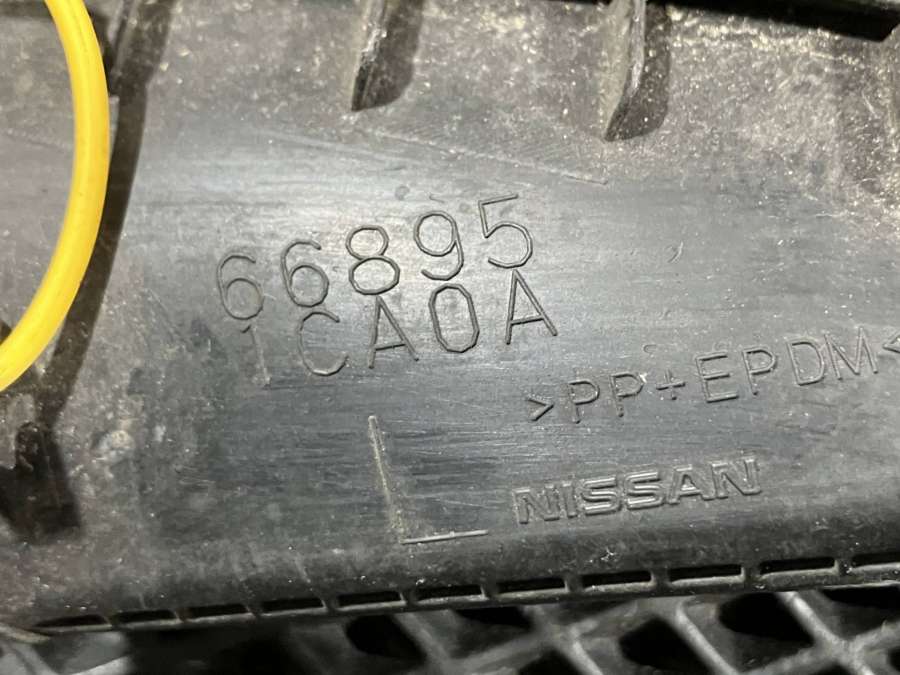 66895
1CA0A
>PP+EPDM<
L NISSAN